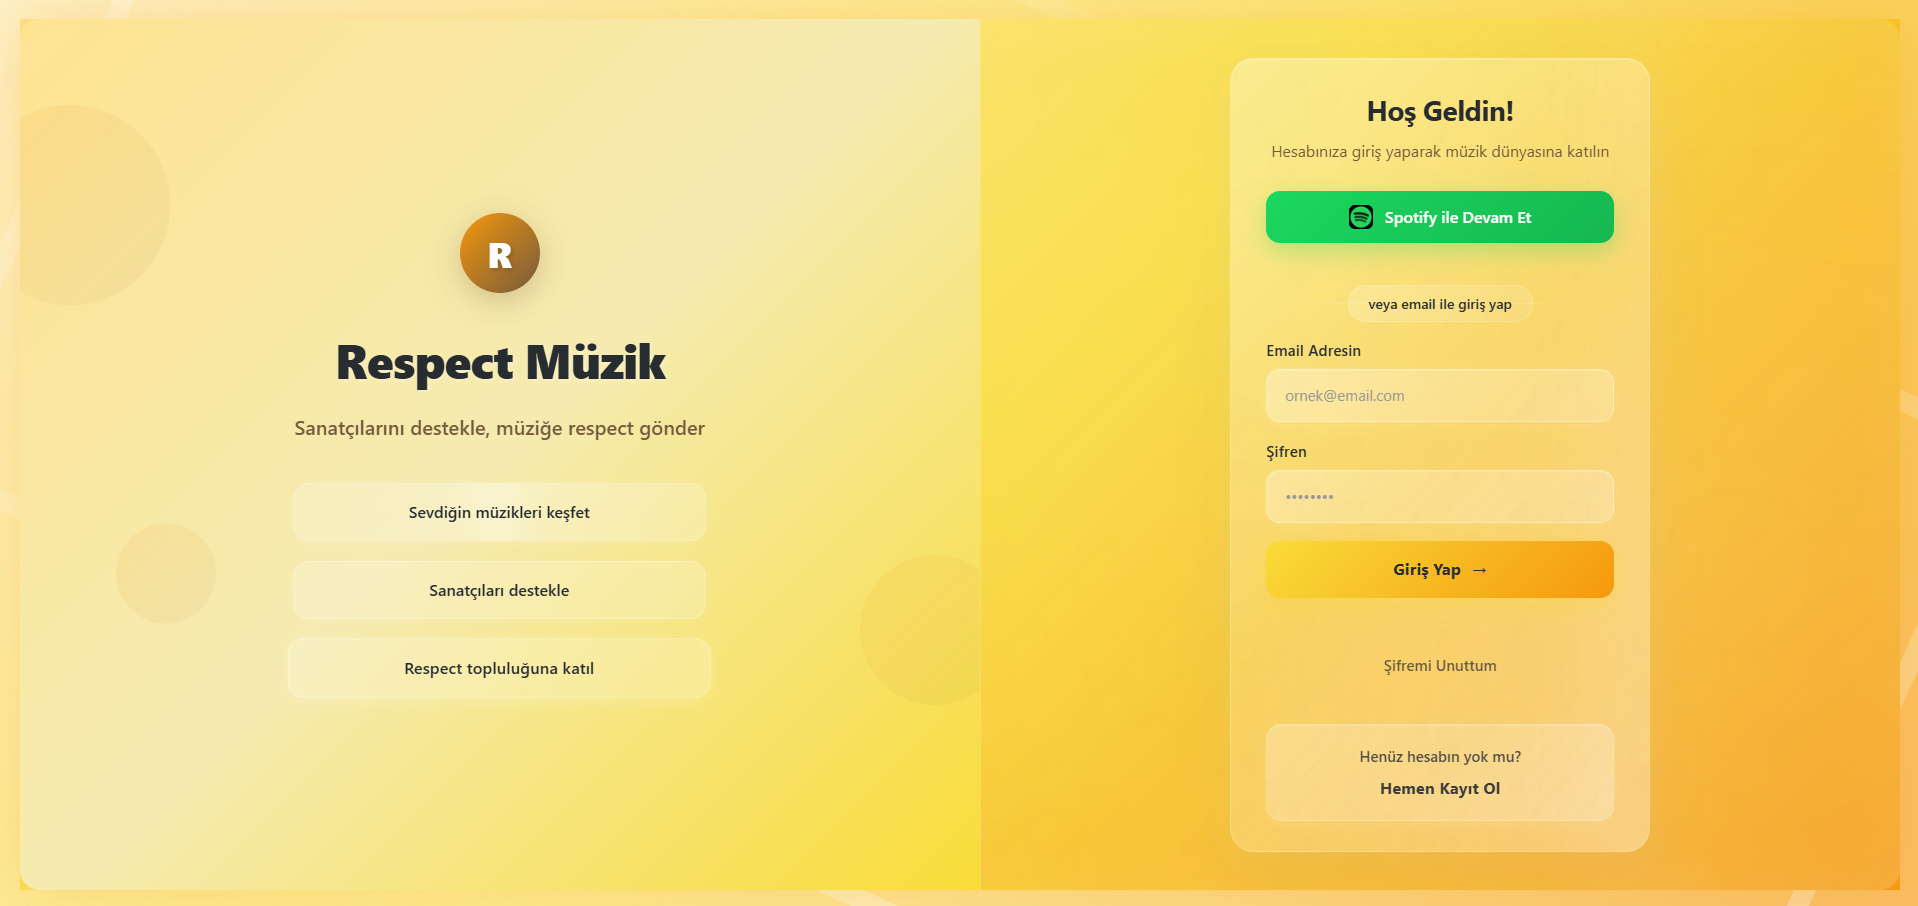 R
Respect Müzik
Sanatçılarını destekle, müziğe respect gönder
Sevdiğin müzikleri keşfet
Sanatçıları destekle
Respect topluluğuna katıl
Hoş Geldin!
Hesabınıza giriş yaparak müzik dünyasına katılın
Spotify ile Devam Et
veya email ile giriş yap
Email Adresin
ornek@email.com
Şifren
••••••••
Giriş Yap →
Şifremi Unuttum
Henüz hesabın yok mu?
Hemen Kayıt Ol